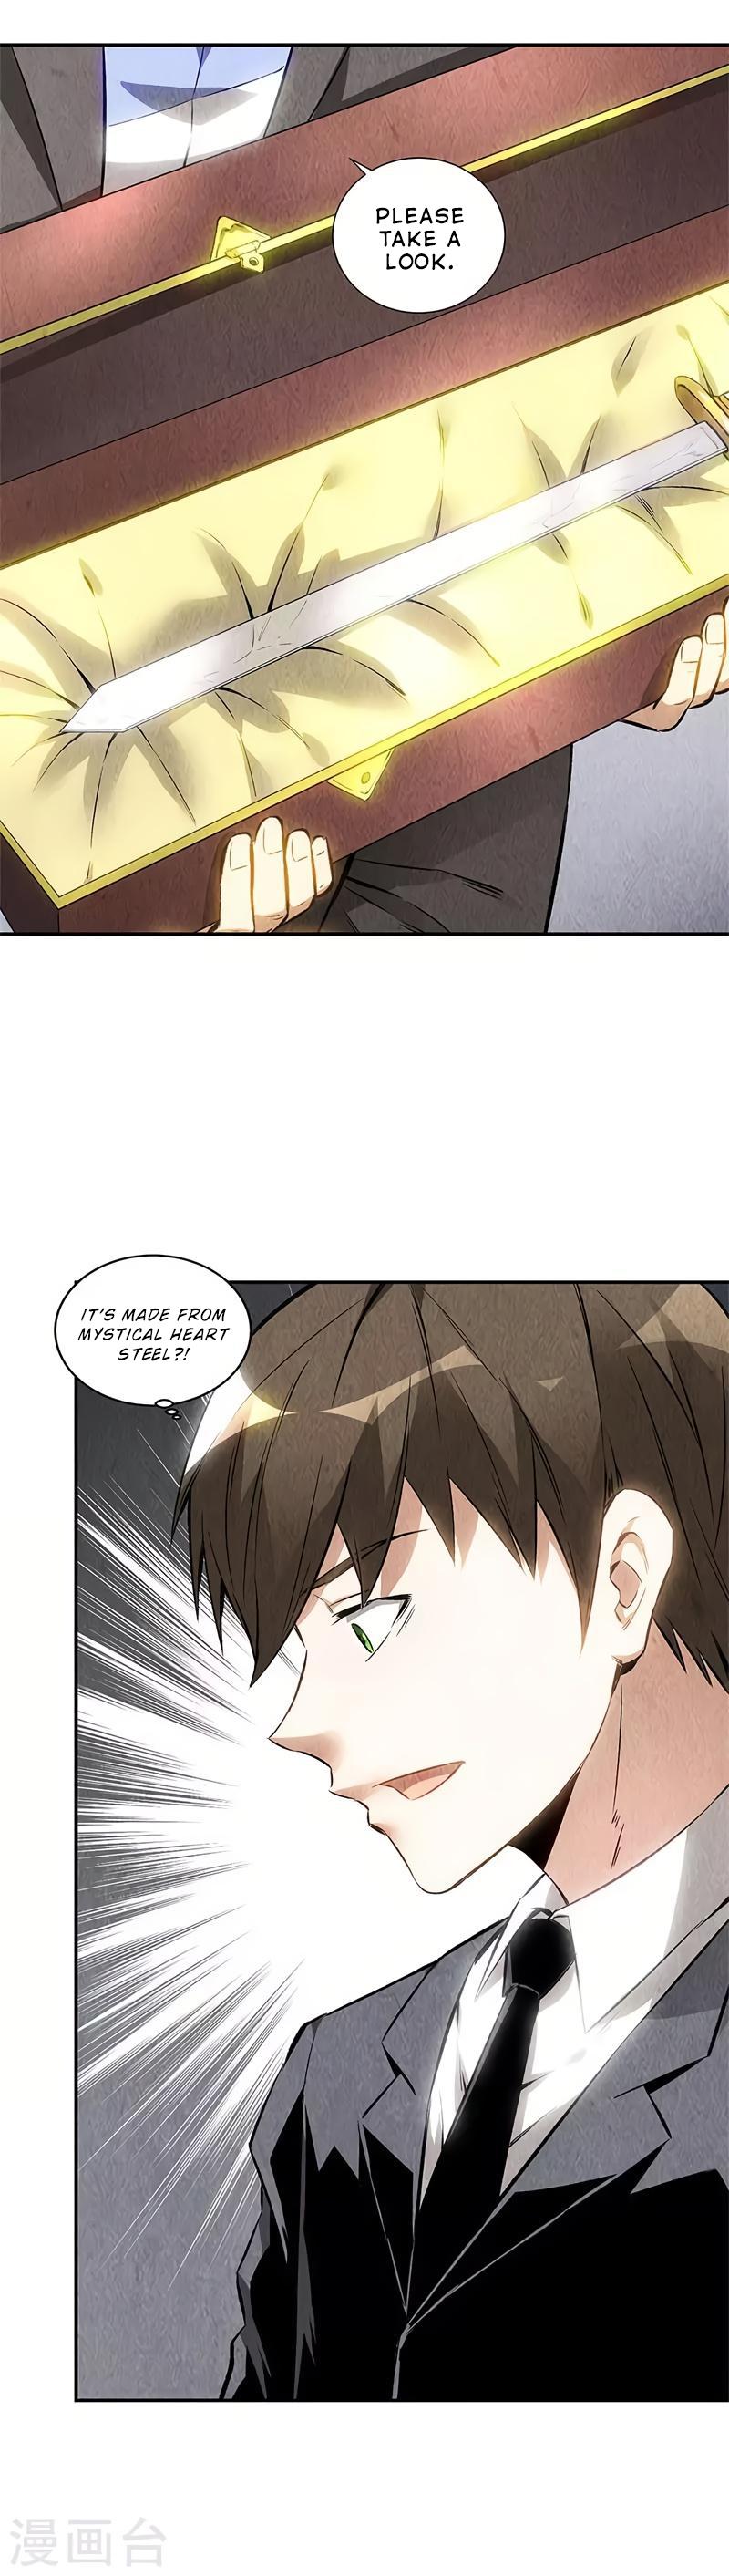 PLEASE
TAKE A
LOOK.
IT'S MADE FROM
MYSTICAL HEART
STEEL?!
漫画台